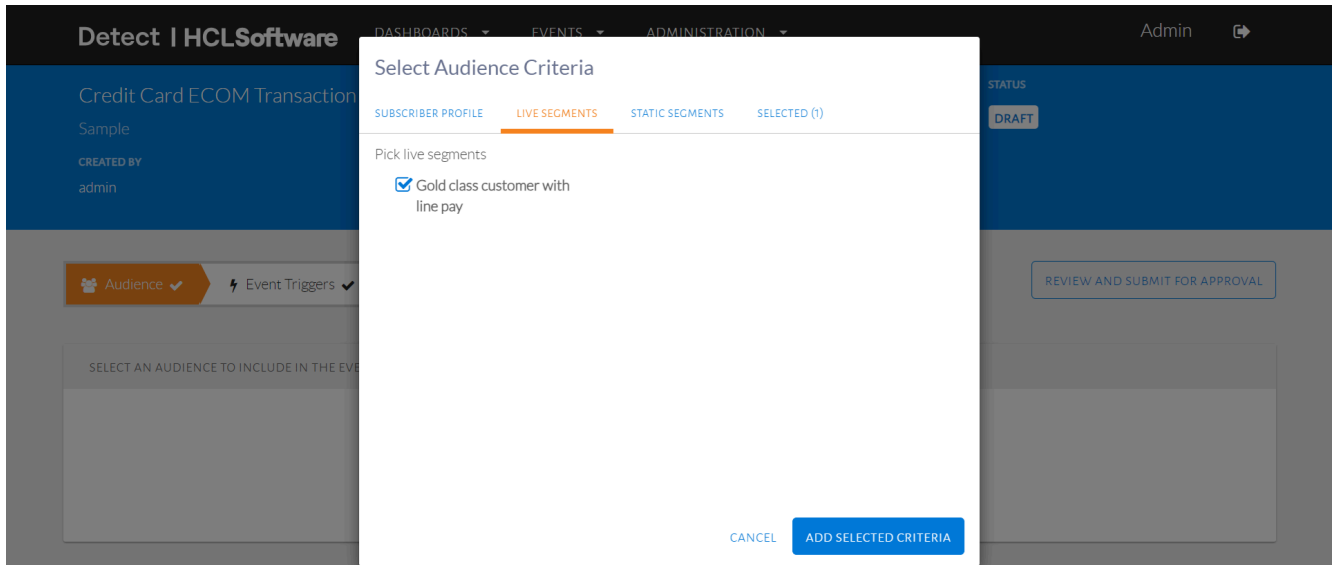 Detect | HCLSoftware
DASHBOARDS
EVENTS
ADMINISTRATION
Admin
Credit Card ECOM Transaction
Sample
CREATED BY
admin
STATUS
DRAFT
Select Audience Criteria
SUBSCRIBER PROFILE
LIVE SEGMENTS
STATIC SEGMENTS
SELECTED (1)
Pick live segments
Gold class customer with
line pay
Audience
Event Triggers
REVIEW AND SUBMIT FOR APPROVAL
SELECT AN AUDIENCE TO INCLUDE IN THE EVE
CANCEL
ADD SELECTED CRITERIA